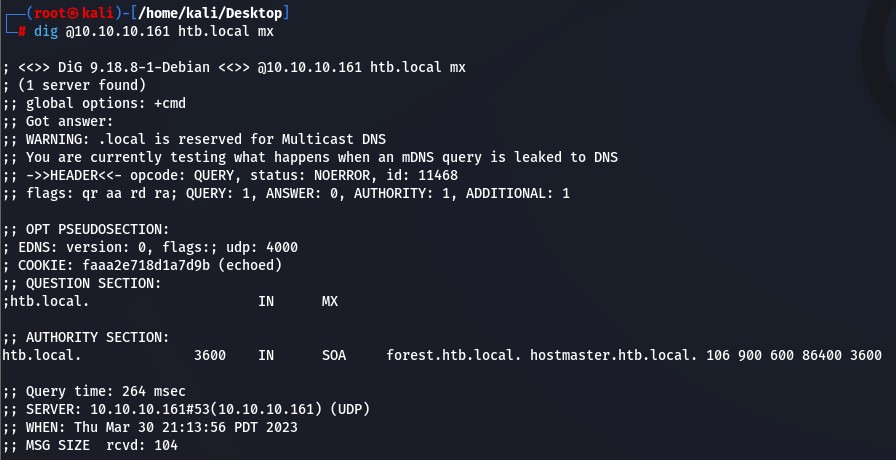 ┌──(root㉿kali)-[/home/kali/Desktop]
└─# dig @10.10.10.161 htb.local mx
; <<>> DiG 9.18.8-1-Debian <<>> @10.10.10.161 htb.local mx
; (1 server found)
;; global options: +cmd
;; Got answer:
;; WARNING: .local is reserved for Multicast DNS
;; You are currently testing what happens when an mDNS query is leaked to DNS
;; ->>HEADER<<- opcode: QUERY, status: NOERROR, id: 11468
;; flags: qr aa rd ra; QUERY: 1, ANSWER: 0, AUTHORITY: 1, ADDITIONAL: 1
;; OPT PSEUDOSECTION:
; EDNS: version: 0, flags:; udp: 4000
; COOKIE: faaa2e718d1a7d9b (echoed)
;; QUESTION SECTION:
;htb.local. IN MX
;; AUTHORITY SECTION:
htb.local. 3600 IN SOA forest.htb.local. hostmaster.htb.local. 106 900 600 86400 3600
;; Query time: 264 msec
;; SERVER: 10.10.10.161#53(10.10.10.161) (UDP)
;; WHEN: Thu Mar 30 21:13:56 PDT 2023
;; MSG SIZE  rcvd: 104